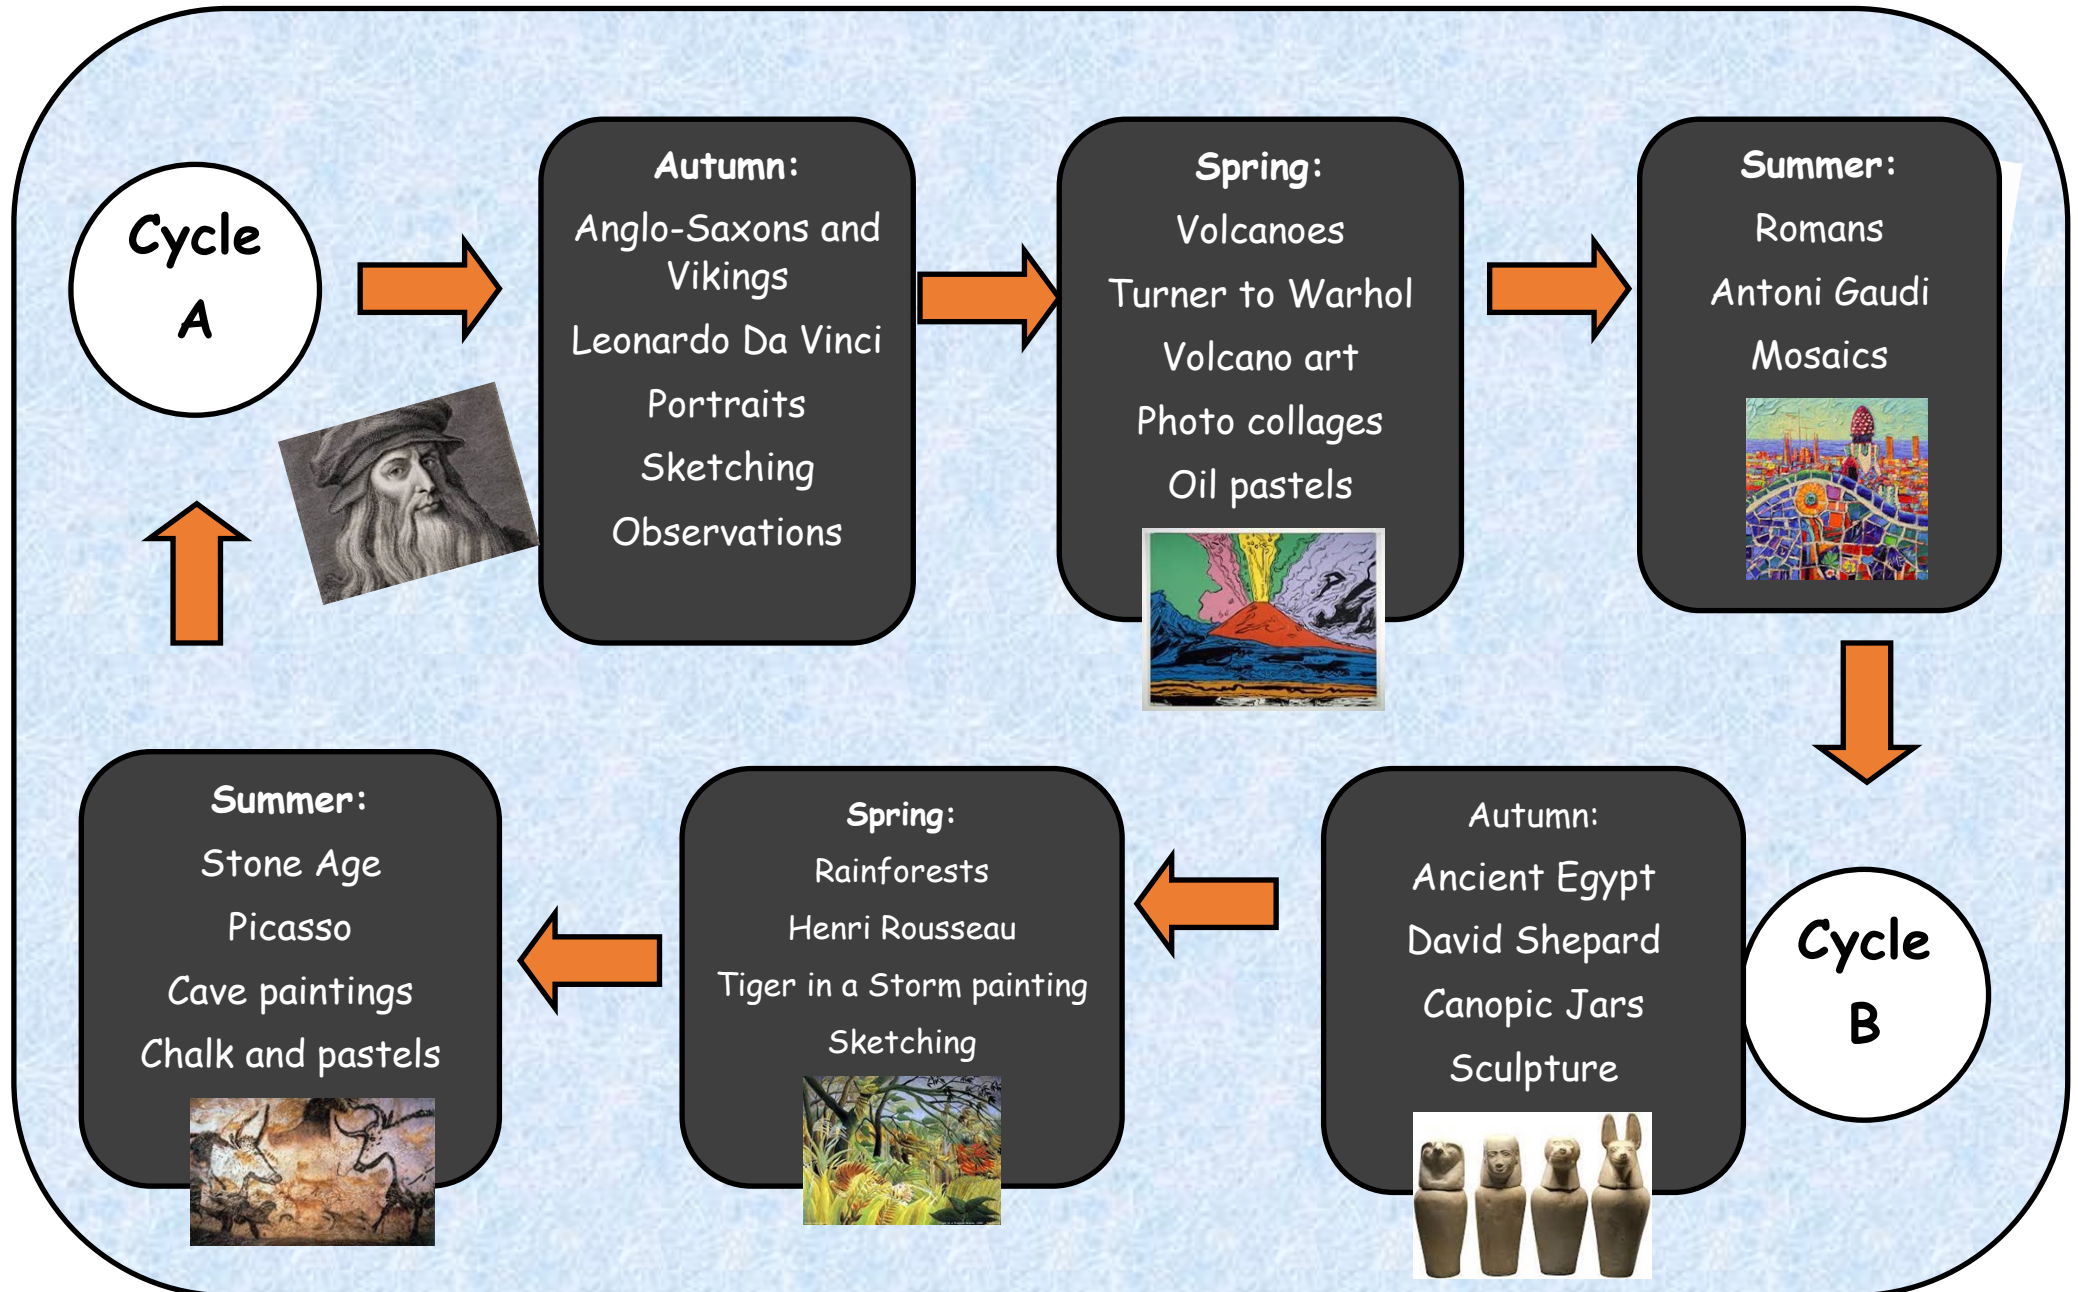 Cycle
A
Autumn:
Anglo-Saxons and
Vikings
Leonardo Da Vinci
Portraits
Sketching
Observations
Spring:
Volcanoes
Turner to Warhol
Volcano art
Photo collages
Oil pastels
Summer:
Romans
Antoni Gaudi
Mosaics
Cycle
B
Autumn:
Ancient Egypt
David Shepard
Canopic Jars
Sculpture
Spring:
Rainforests
Henri Rousseau
Tiger in a Storm painting
Sketching
Summer:
Stone Age
Picasso
Cave paintings
Chalk and pastels